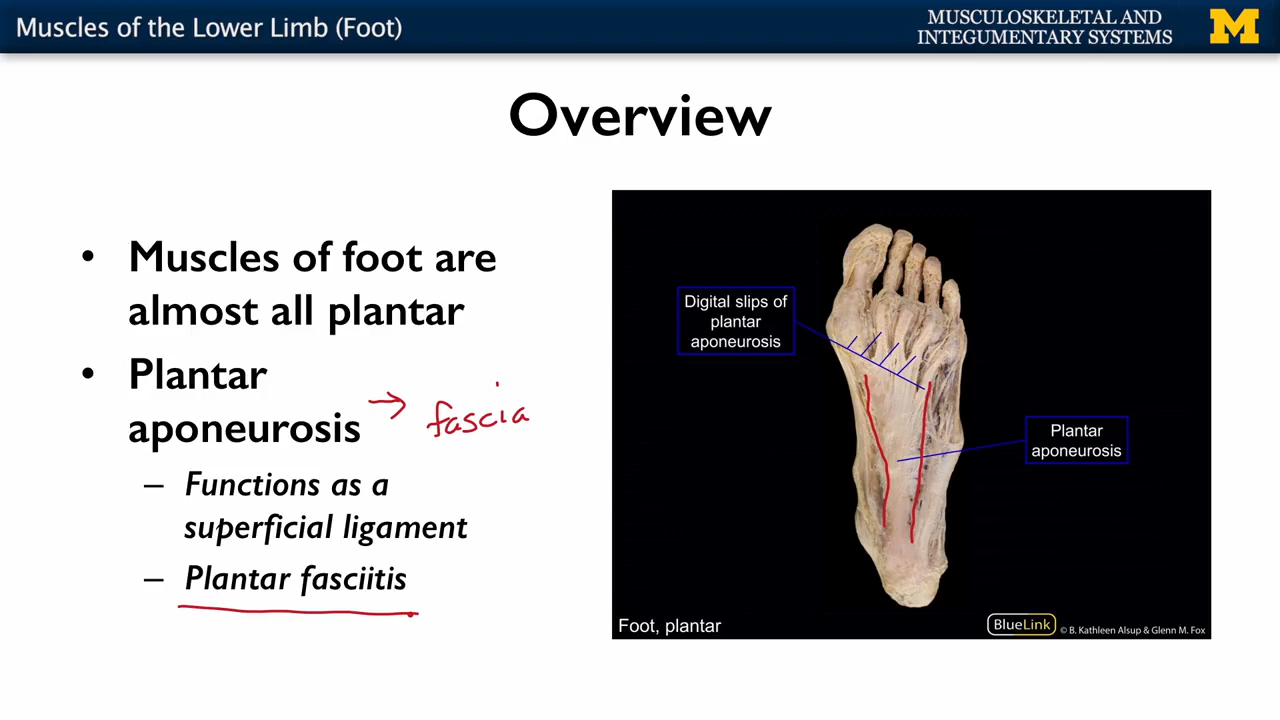 Muscles of the Lower Limb (Foot)
MUSCULOSKELETAL AND
INTEGUMENTARY SYSTEMS
M
Overview
• Muscles of foot are
almost all plantar
• Plantar
aponeurosis → fascia
– Functions as a
superficial ligament
– Plantar fasciitis
Digital slips of
plantar
aponeurosis
Plantar
aponeurosis
Foot, plantar
BlueLink © B. Kathleen Alsup & Glenn M. Fox